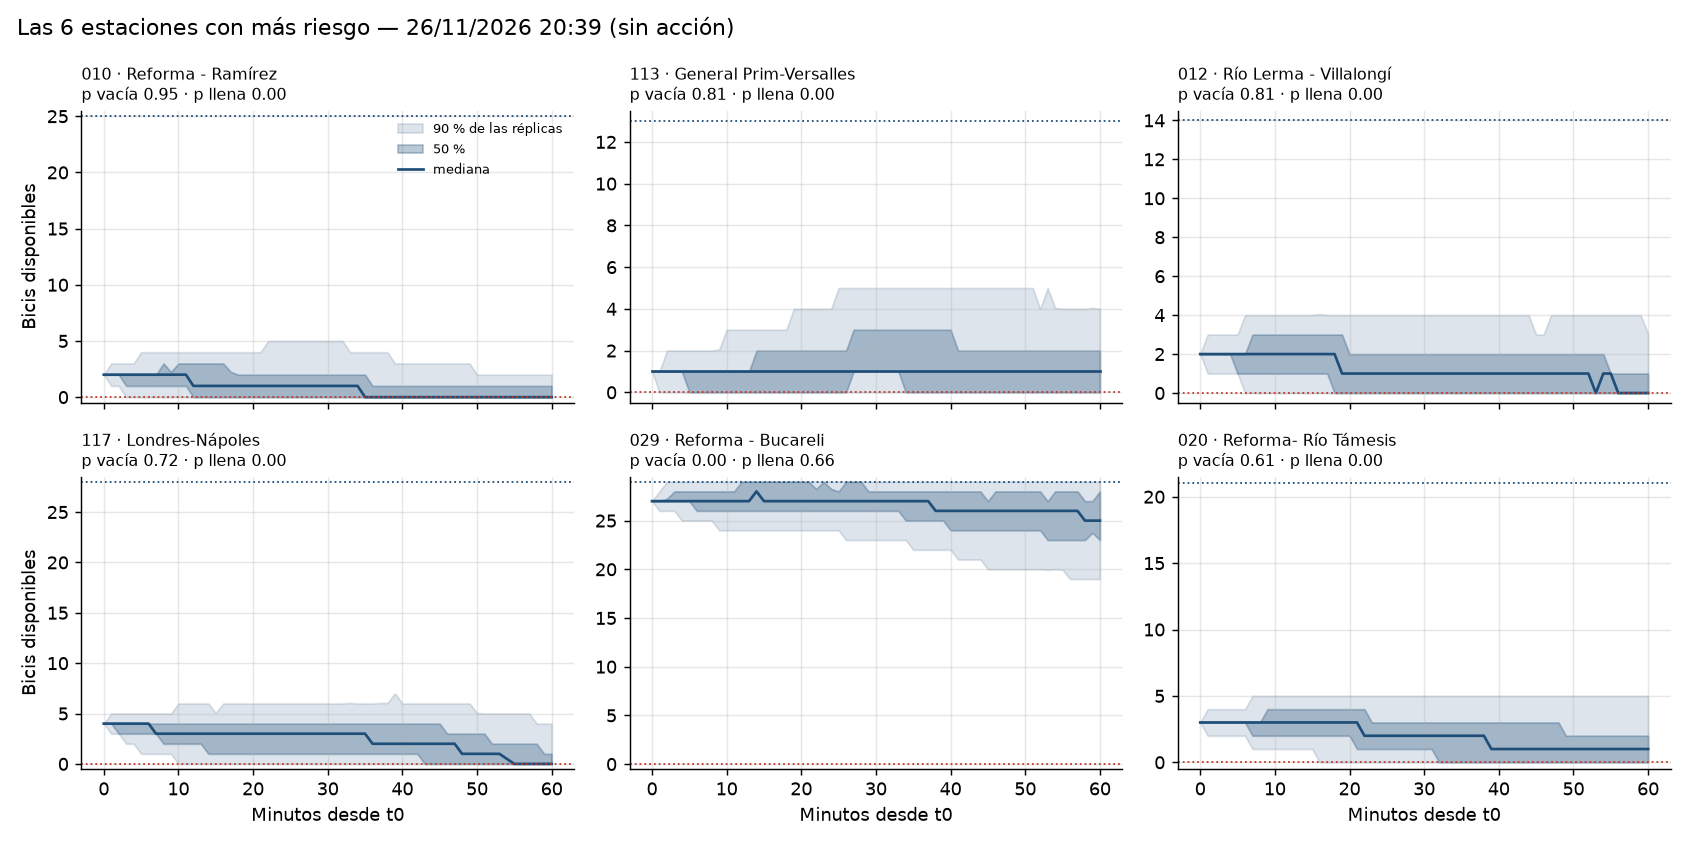 Las 6 estaciones con más riesgo — 26/11/2026 20:39 (sin acción)
010 · Reforma - Ramírez
p vacía 0.95 · p llena 0.00
113 · General Prim-Versalles
p vacía 0.81 · p llena 0.00
012 · Río Lerma - Villalongí
p vacía 0.81 · p llena 0.00
Bicis disponibles
25
20
15
10
5
0
90 % de las réplicas
50 %
mediana
12
10
8
6
4
2
0
14
12
10
8
6
4
2
0
117 · Londres-Nápoles
p vacía 0.72 · p llena 0.00
029 · Reforma - Bucareli
p vacía 0.00 · p llena 0.66
020 · Reforma- Río Támesis
p vacía 0.61 · p llena 0.00
Bicis disponibles
25
20
15
10
5
0
25
20
15
10
5
0
20
15
10
5
0
0 10 20 30 40 50 60
0 10 20 30 40 50 60
0 10 20 30 40 50 60
Minutos desde t0
Minutos desde t0
Minutos desde t0